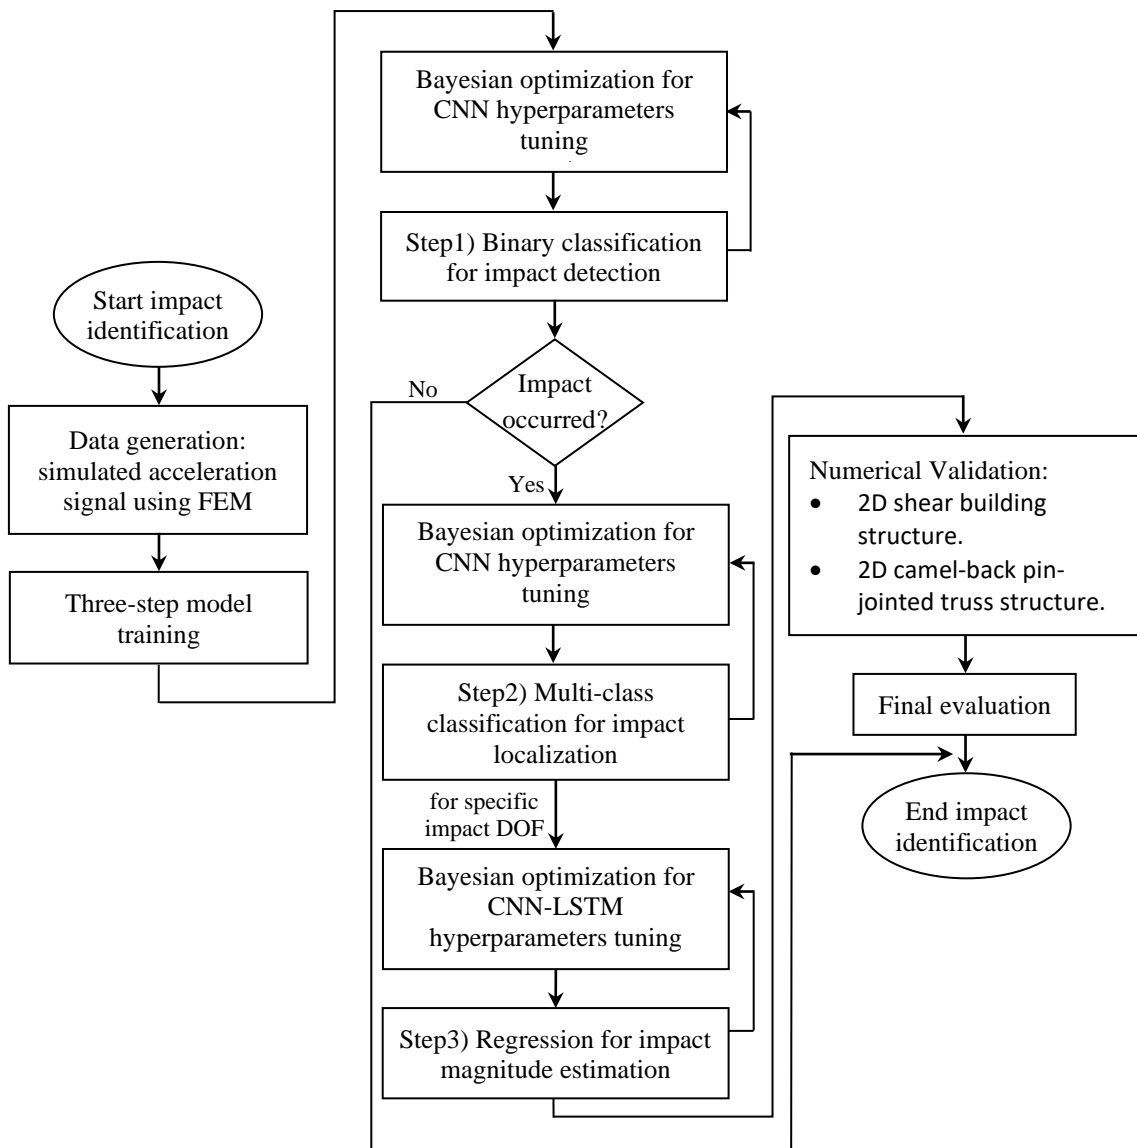 Start impact
identification
Data generation:
simulated acceleration
signal using FEM
Three-step model
training
Bayesian optimization for
CNN hyperparameters
tuning
Step1) Binary classification
for impact detection
Impact
occurred?
No
Yes
Bayesian optimization for
CNN hyperparameters
tuning
Step2) Multi-class
classification for impact
localization
for specific
impact DOF
Bayesian optimization for
CNN-LSTM
hyperparameters tuning
Step3) Regression for impact
magnitude estimation
Numerical Validation:
• 2D shear building
structure.
• 2D camel-back pin-
jointed truss structure.
Final evaluation
End impact
identification